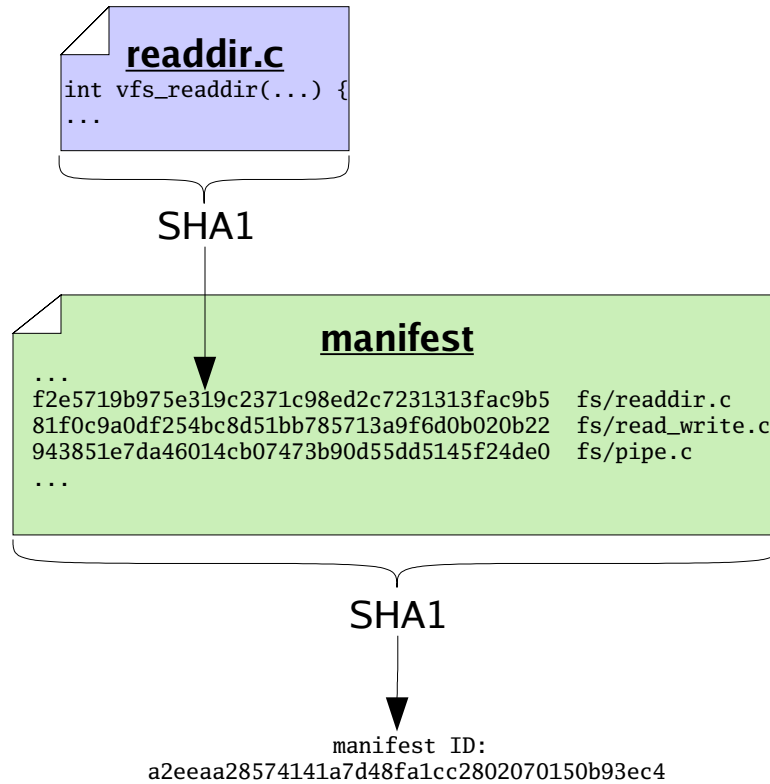 readdir.c
int vfs_readdir(...) {
...
SHA1
manifest
...
f2e5719b975e319c2371c98ed2c7231313fac9b5  fs/readdir.c
81f0c9a0df254bc8d51bb785713a9f6d0b020b22  fs/read_write.c
943851e7da46014cb07473b90d55dd5145f24de0  fs/pipe.c
...
SHA1
manifest ID:
a2eeaa28574141a7d48fa1cc2802070150b93ec4